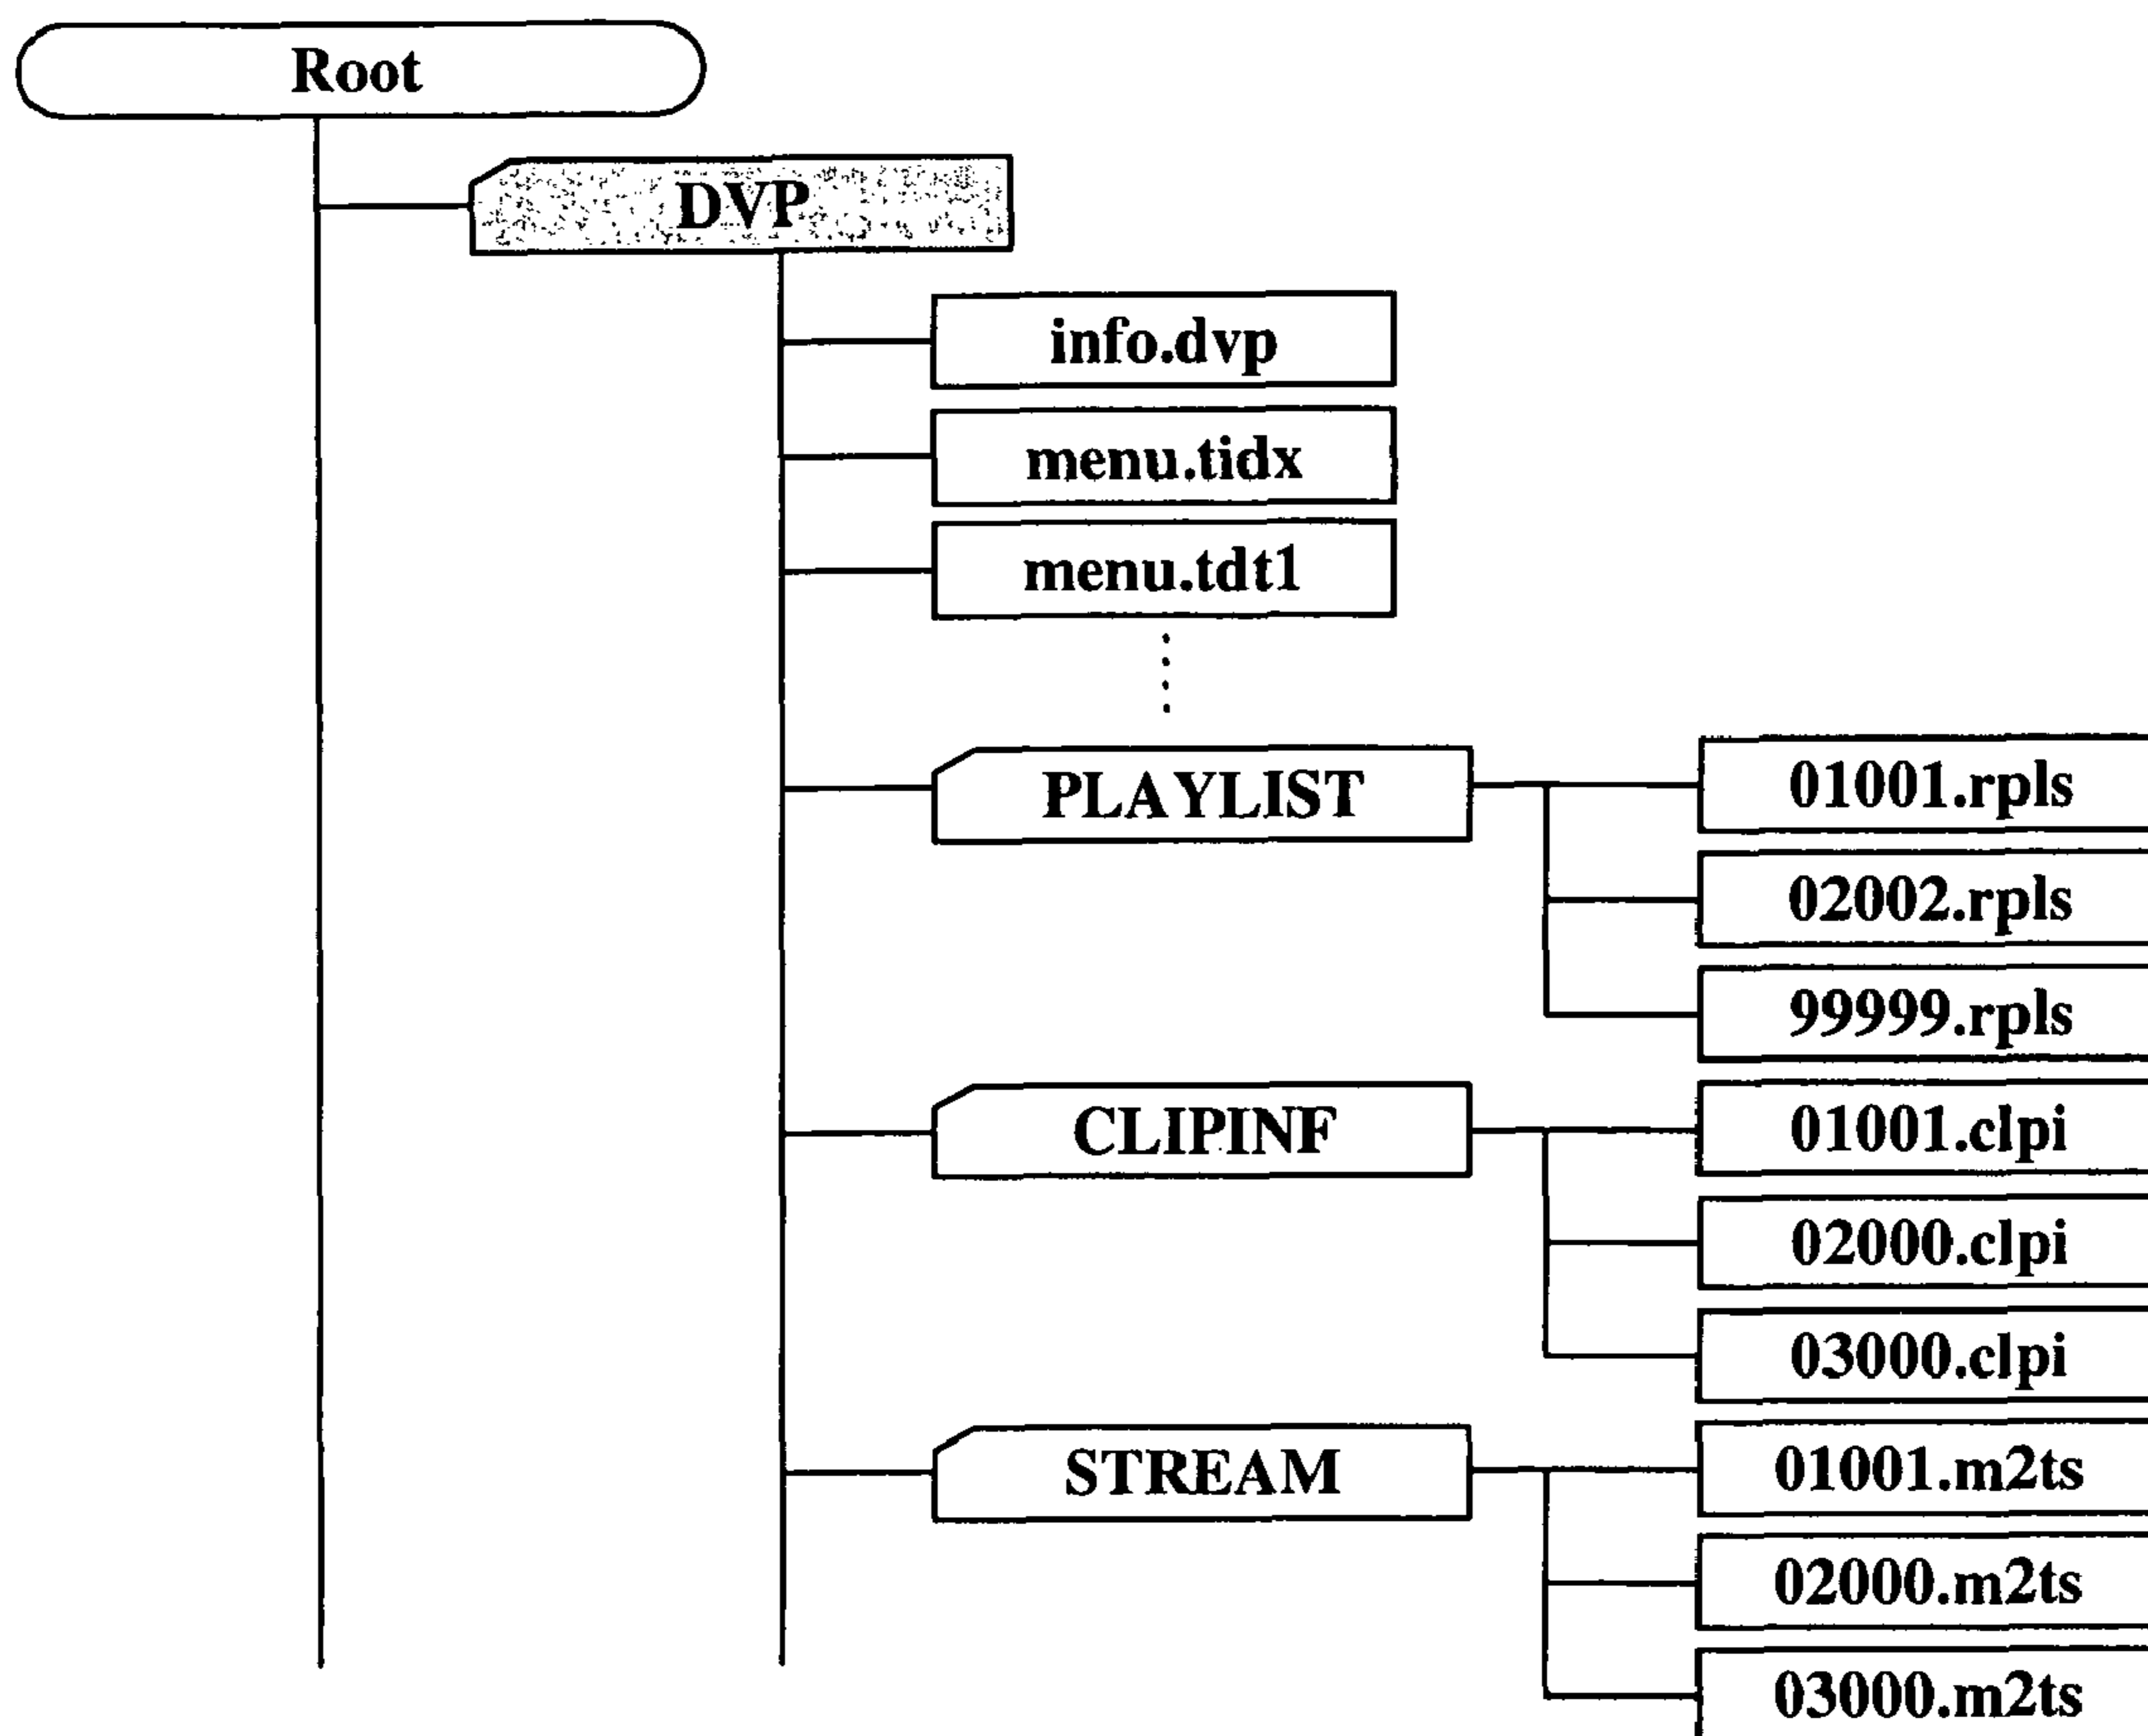 Root
DVP
info.dvp
menu.tidx
menu.tdt1
PLAYLIST
01001.rpls
02002.rpls
99999.rpls
CLIPINF
01001.clpi
02000.clpi
03000.clpi
STREAM
01001.m2ts
02000.m2ts
03000.m2ts